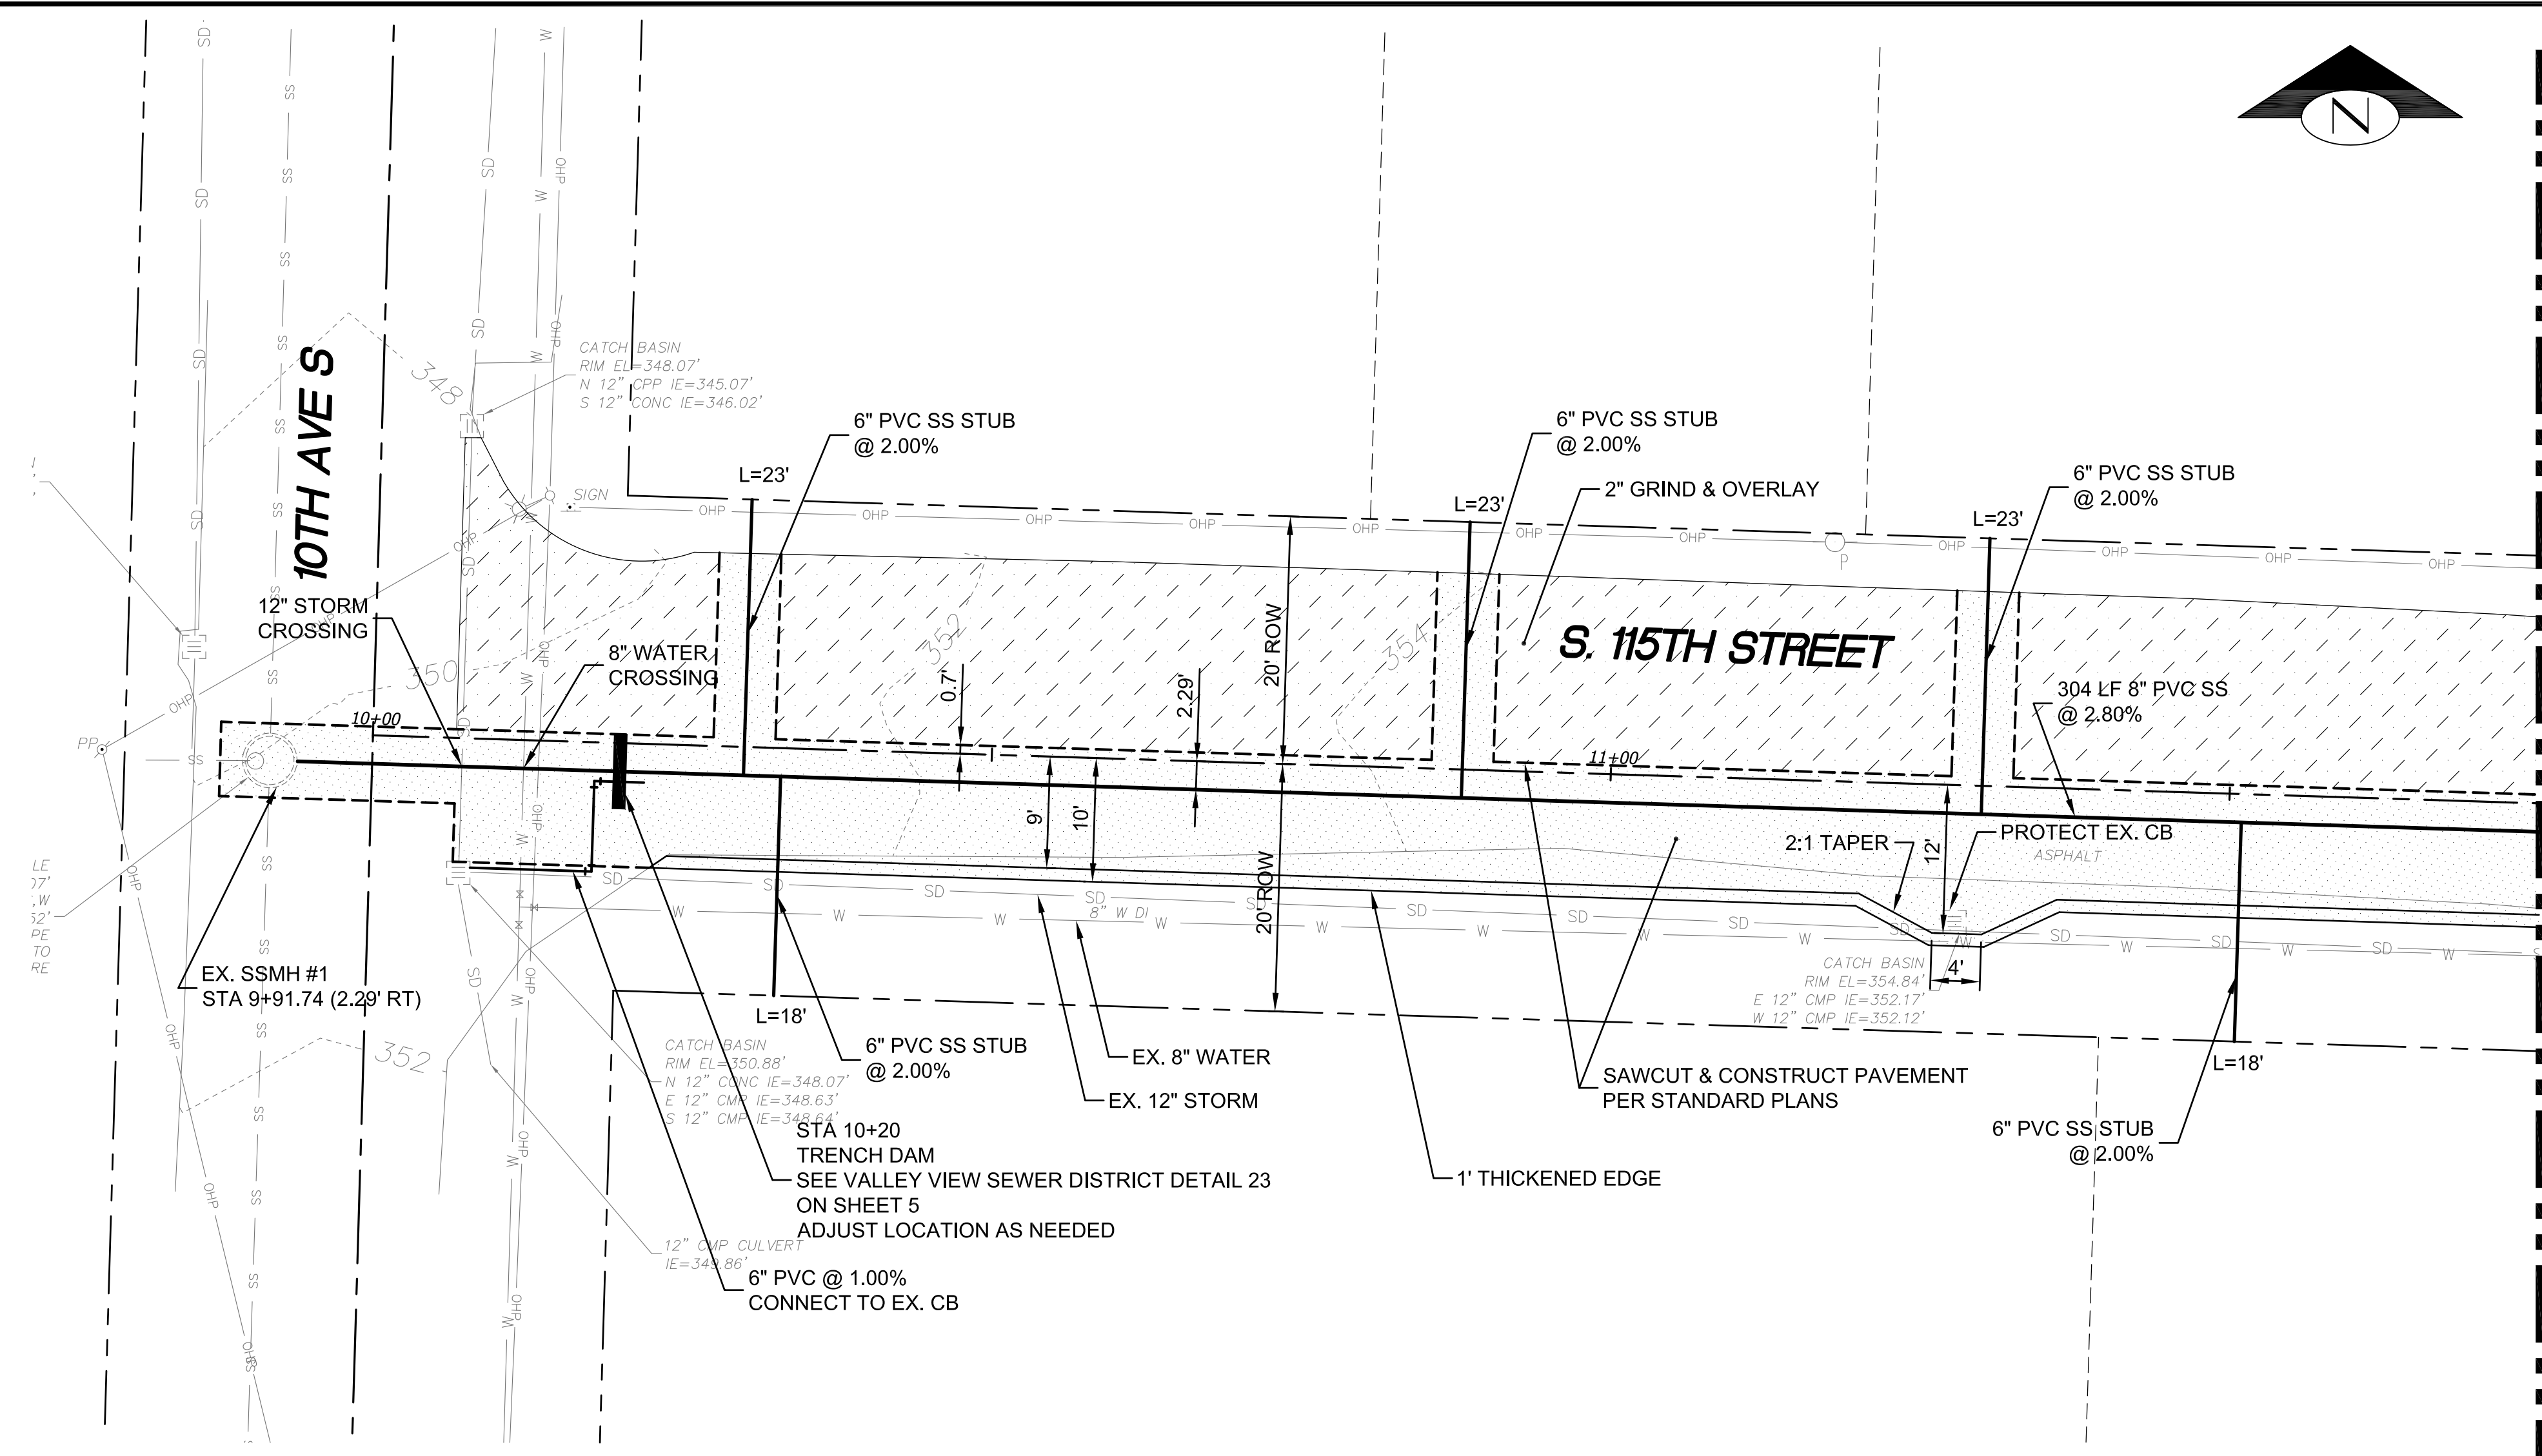 N
CATCH BASIN
RIM EL=348.07'
N 12" CPP IE=345.07'
S 12" CONC IE=346.02'
348
10TH AVE S
SIGN
6" PVC SS STUB
@ 2.00%
L=23'
6" PVC SS STUB
@ 2.00%
L=23'
2" GRIND & OVERLAY
6" PVC SS STUB
@ 2.00%
L=23'
P
12" STORM
CROSSING
8" WATER
CROSSING
350
352
354
0.7'
2.29'
20' ROW
S. 115TH STREET
304 LF 8" PVC SS
@ 2.80%
10+00
11+00
PP
9'
10'
20' ROW
2:1 TAPER
12'
PROTECT EX. CB
ASPHALT
8" W DI
LE
07'
,W
52'
PE
TO
RE
EX. SSMH #1
STA 9+91.74 (2.29' RT)
352
L=18'
CATCH BASIN
RIM EL=354.84'
E 12" CMP IE=352.17'
W 12" CMP IE=352.12'
4'
L=18'
CATCH BASIN
RIM EL=350.88'
N 12" CONC IE=348.07'
E 12" CMP IE=348.63'
S 12" CMP IE=348.64'
6" PVC SS STUB
@ 2.00%
EX. 8" WATER
EX. 12" STORM
SAWCUT & CONSTRUCT PAVEMENT
PER STANDARD PLANS
6" PVC SS STUB
@ 2.00%
STA 10+20
TRENCH DAM
SEE VALLEY VIEW SEWER DISTRICT DETAIL 23
ON SHEET 5
ADJUST LOCATION AS NEEDED
1' THICKENED EDGE
12" CMP CULVERT
IE=349.86'
6" PVC @ 1.00%
CONNECT TO EX. CB
SD
SS
W
OHP